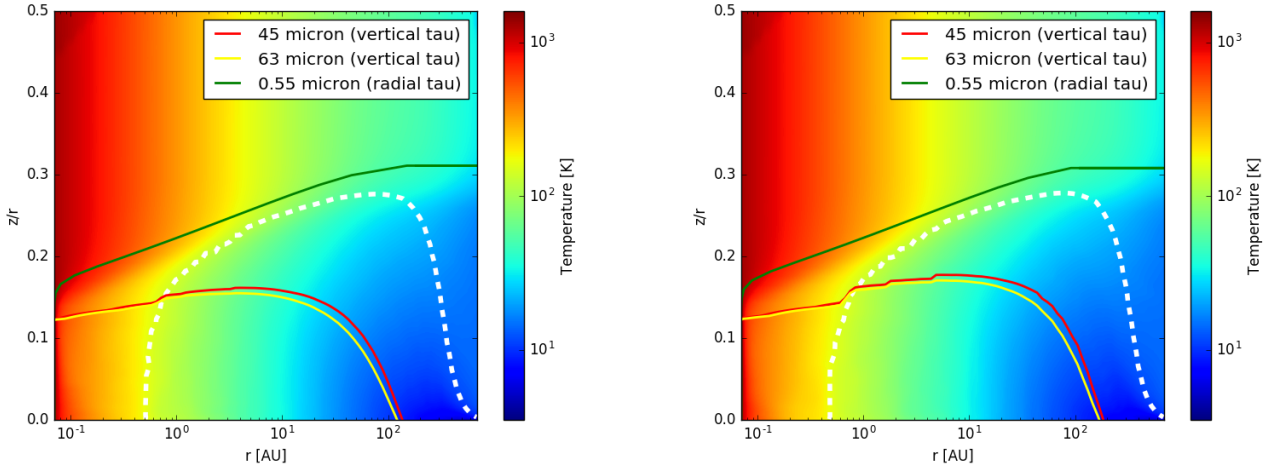 0.5
0.4
0.3
0.2
0.1
0.0
z/r
10^-1
10^0
10^1
10^2
r [AU]
45 micron (vertical tau)
63 micron (vertical tau)
0.55 micron (radial tau)
10^3
10^2
10^1
Temperature [K]
0.5
0.4
0.3
0.2
0.1
0.0
z/r
10^-1
10^0
10^1
10^2
r [AU]
45 micron (vertical tau)
63 micron (vertical tau)
0.55 micron (radial tau)
10^3
10^2
10^1
Temperature [K]